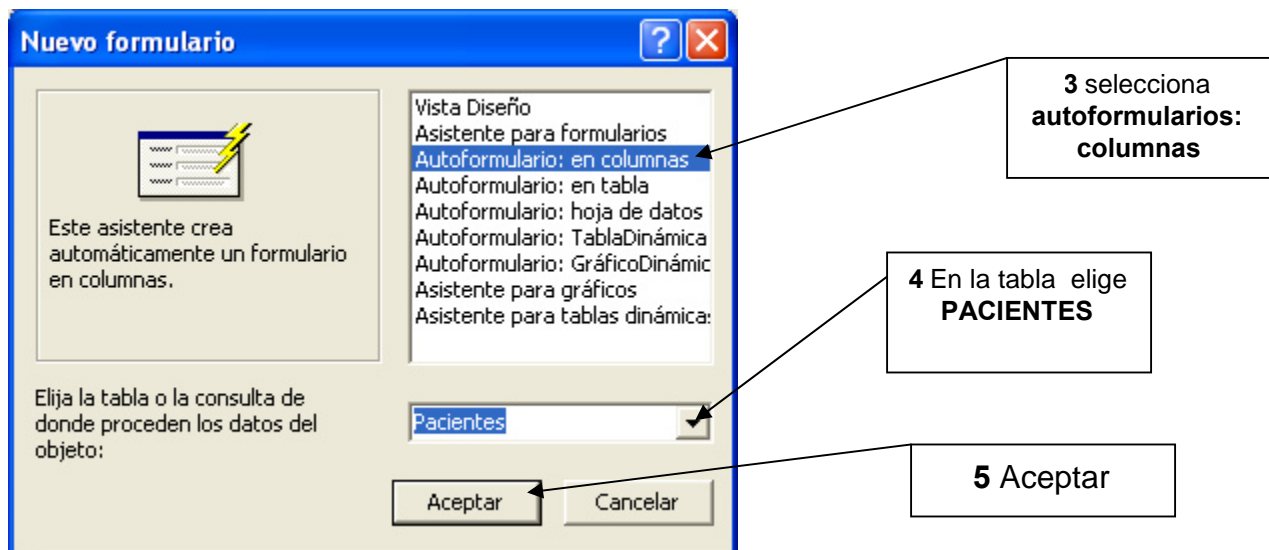 Nuevo formulario
Este asistente crea
automáticamente un formulario
en columnas.
Vista Diseño
Asistente para formularios
Autoformulario: en columnas
Autoformulario: en tabla
Autoformulario: hoja de datos
Autoformulario: TablaDinámica
Autoformulario: GráficoDinámic
Asistente para gráficos
Asistente para tablas dinámicas
Elija la tabla o la consulta de
donde proceden los datos del
objeto:
Pacientes
Aceptar
Cancelar
3 selecciona
autoformularios:
columnas
4 En la tabla elige
PACIENTES
5 Aceptar